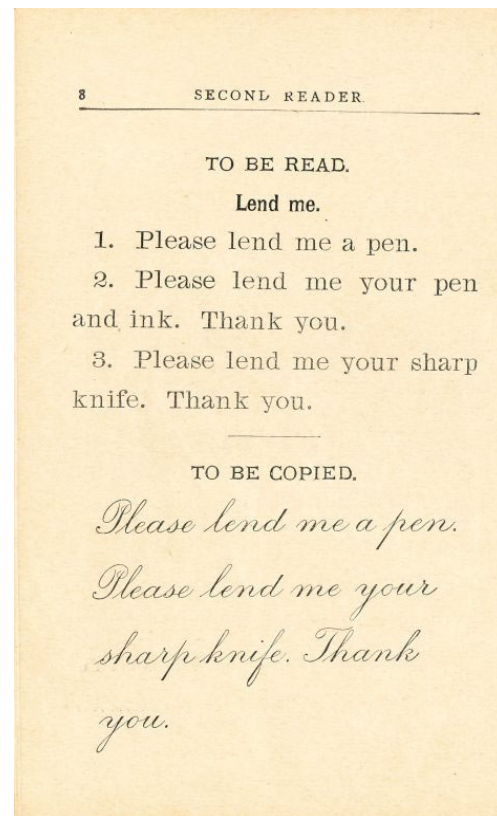 8 SECOND READER.
TO BE READ.
Lend me.
1. Please lend me a pen.
2. Please lend me your pen
and ink. Thank you.
3. Please lend me your sharp
knife. Thank you.
TO BE COPIED.
Please lend me a pen.
Please lend me your
sharp knife. Thank
you.